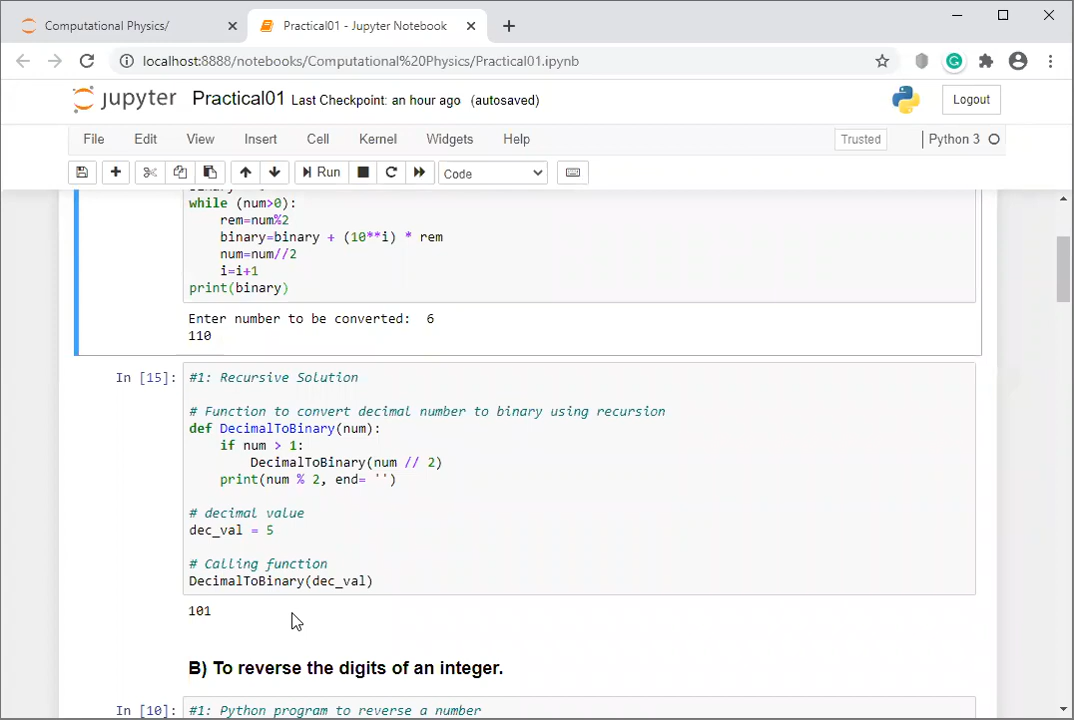 Computational Physics/
Practical01 - Jupyter Notebook
localhost:8888/notebooks/Computational%20Physics/Practical01.ipynb
jupyter Practical01 Last Checkpoint: an hour ago (autosaved)
Logout
File Edit View Insert Cell Kernel Widgets Help
Trusted
Python 3
Run
Code
while (num>0):
rem=num%2
binary=binary + (10**i) * rem
num=num//2
i=i+1
print(binary)
Enter number to be converted: 6
110
In [15]:
#1: Recursive Solution
# Function to convert decimal number to binary using recursion
def DecimalToBinary(num):
if num > 1:
DecimalToBinary(num // 2)
print(num % 2, end= '')
# decimal value
dec_val = 5
# Calling function
DecimalToBinary(dec_val)
101
B) To reverse the digits of an integer.
In [10]:
#1: Python program to reverse a number